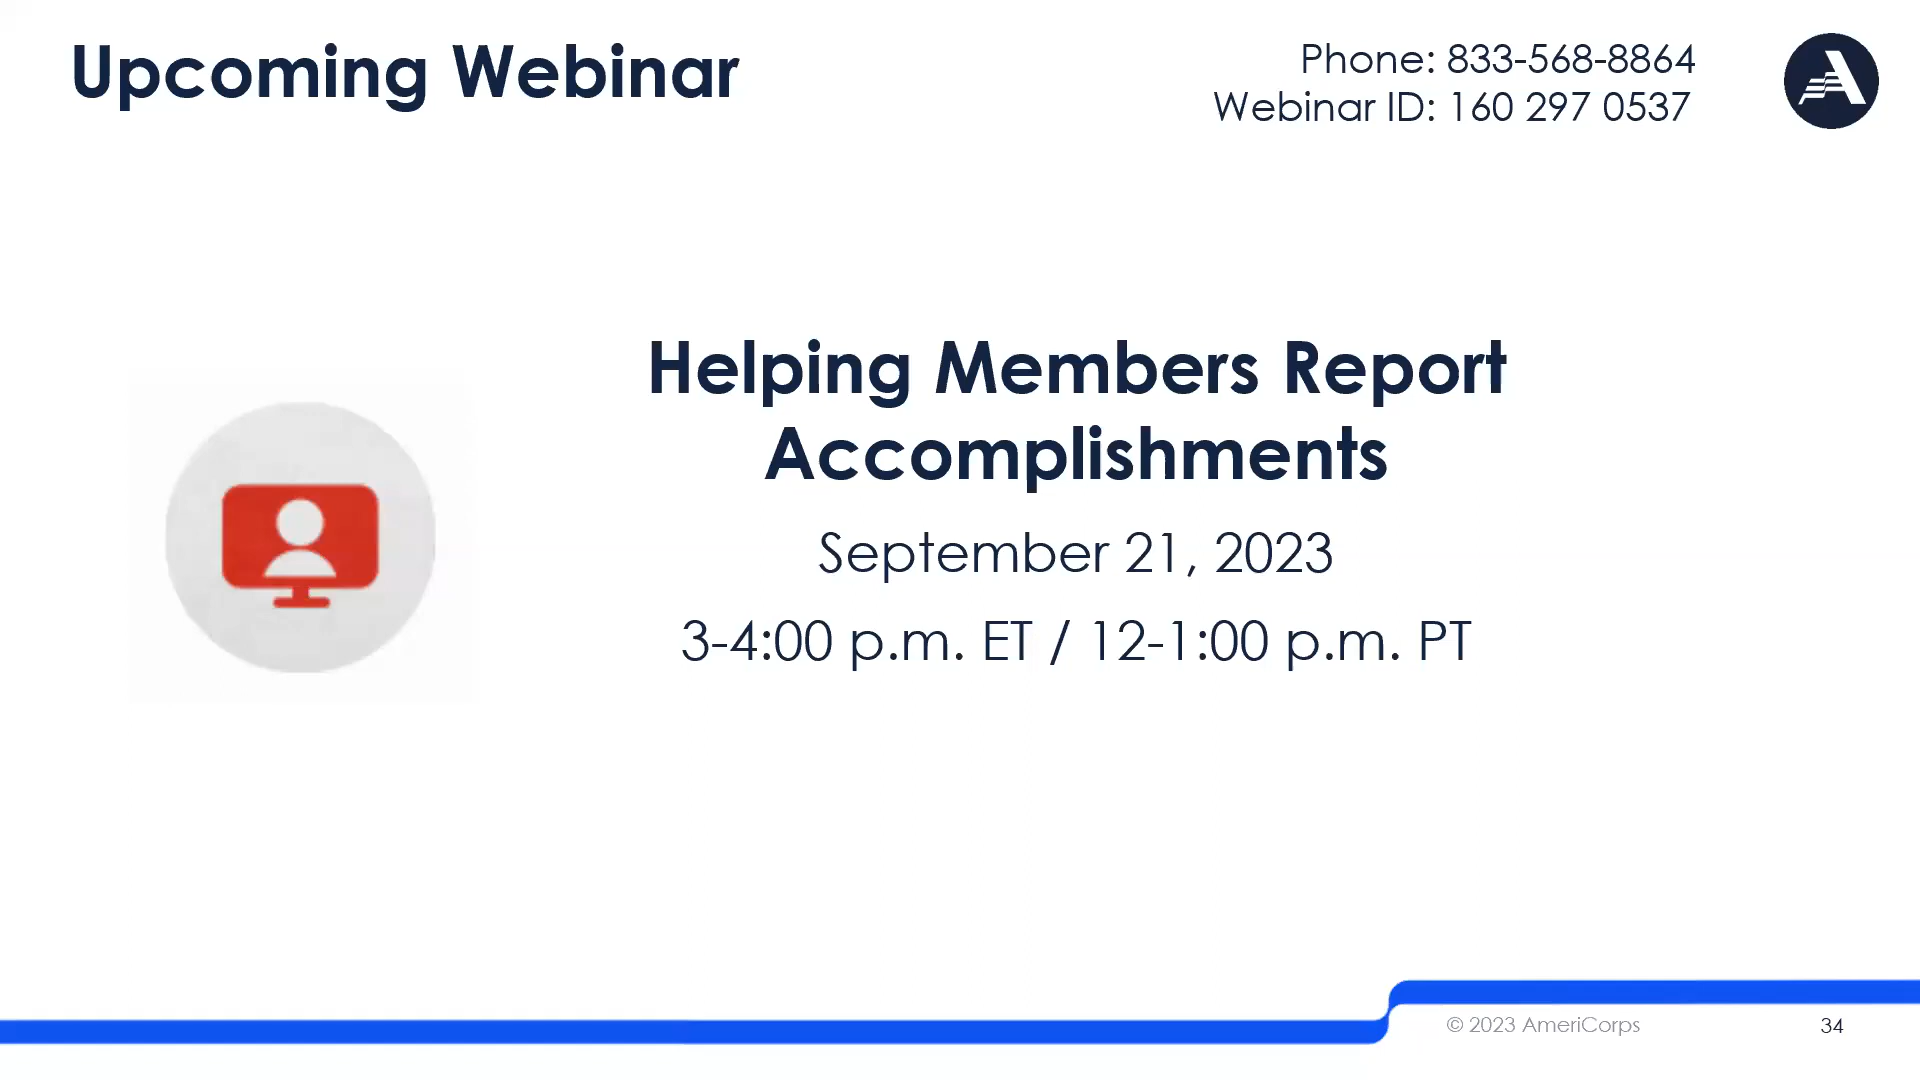 Upcoming Webinar
Phone: 833-568-8864
Webinar ID: 160 297 0537
Helping Members Report
Accomplishments
September 21, 2023
3-4:00 p.m. ET / 12-1:00 p.m. PT
© 2023 AmeriCorps
34